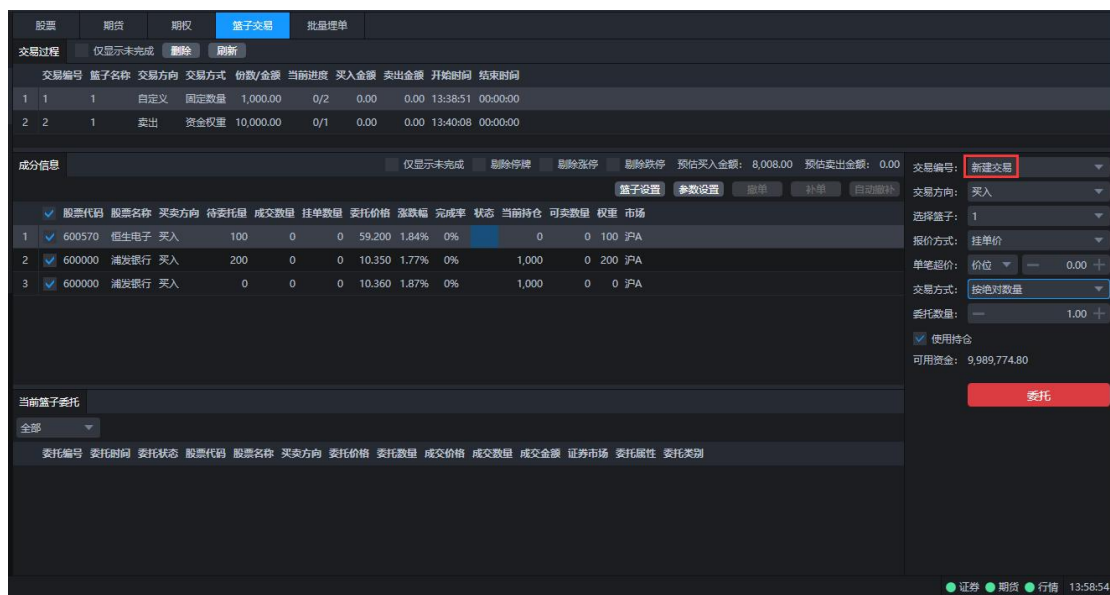 股票 期货 期权 篮子交易 批量埋单
交易过程 仅显示未完成 删除 刷新
交易编号 篮子名称 交易方向 交易方式 份数/金额 当前进度 买入金额 卖出金额 开始时间 结束时间
1 1 1 自定义 固定数量 1,000.00 0/2 0.00 0.00 13:38:51 00:00:00
2 2 1 卖出 资金权重 10,000.00 0/1 0.00 0.00 13:40:08 00:00:00
成分信息 仅显示未完成 剔除停牌 剔除涨停 剔除跌停 预估买入金额: 8,008.00 预估卖出金额: 0.00
篮子设置 参数设置 撤单 补单 自动撤补
股票代码 股票名称 买卖方向 待委托量 成交数量 挂单数量 委托价格 涨跌幅 完成率 状态 当前持仓 可卖数量 权重 市场
1 600570 恒生电子 买入 100 0 0 59.200 1.84% 0% 0 0 100 沪A
2 600000 浦发银行 买入 200 0 0 10.350 1.77% 0% 1,000 0 200 沪A
3 600000 浦发银行 买入 0 0 0 10.360 1.87% 0% 1,000 0 0 沪A
交易编号: 新建交易
交易方向: 买入
选择篮子: 1
报价方式: 挂单价
单笔超价: 价位 — 0.00 +
交易方式: 按绝对数量
委托数量: — 1.00 +
使用持仓
可用资金: 9,989,774.80
委托
当前篮子委托
全部
委托编号 委托时间 委托状态 股票代码 股票名称 买卖方向 委托价格 委托数量 成交价格 成交数量 成交金额 证券市场 委托属性 委托类别
证券 期货 行情 13:58:54